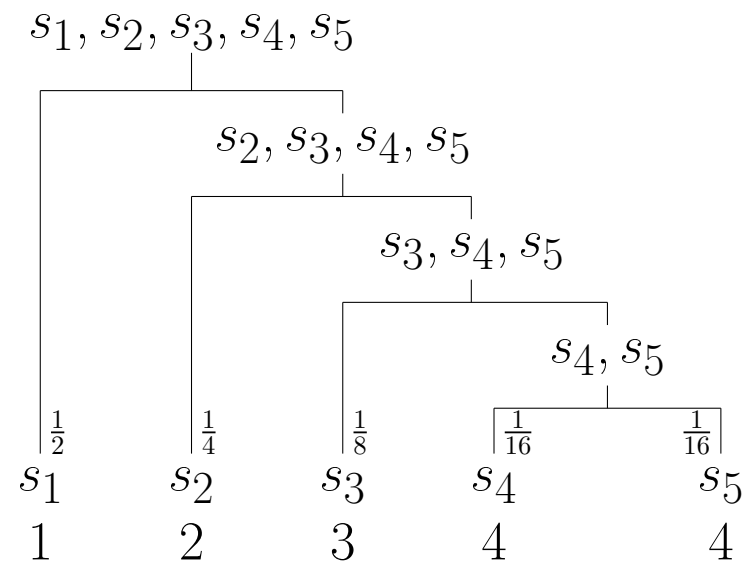 s₁, s₂, s₃, s₄, s₅
s₂, s₃, s₄, s₅
s₃, s₄, s₅
s₄, s₅
1/2 1/4 1/8 1/16 1/16
s₁ s₂ s₃ s₄ s₅
1 2 3 4 4